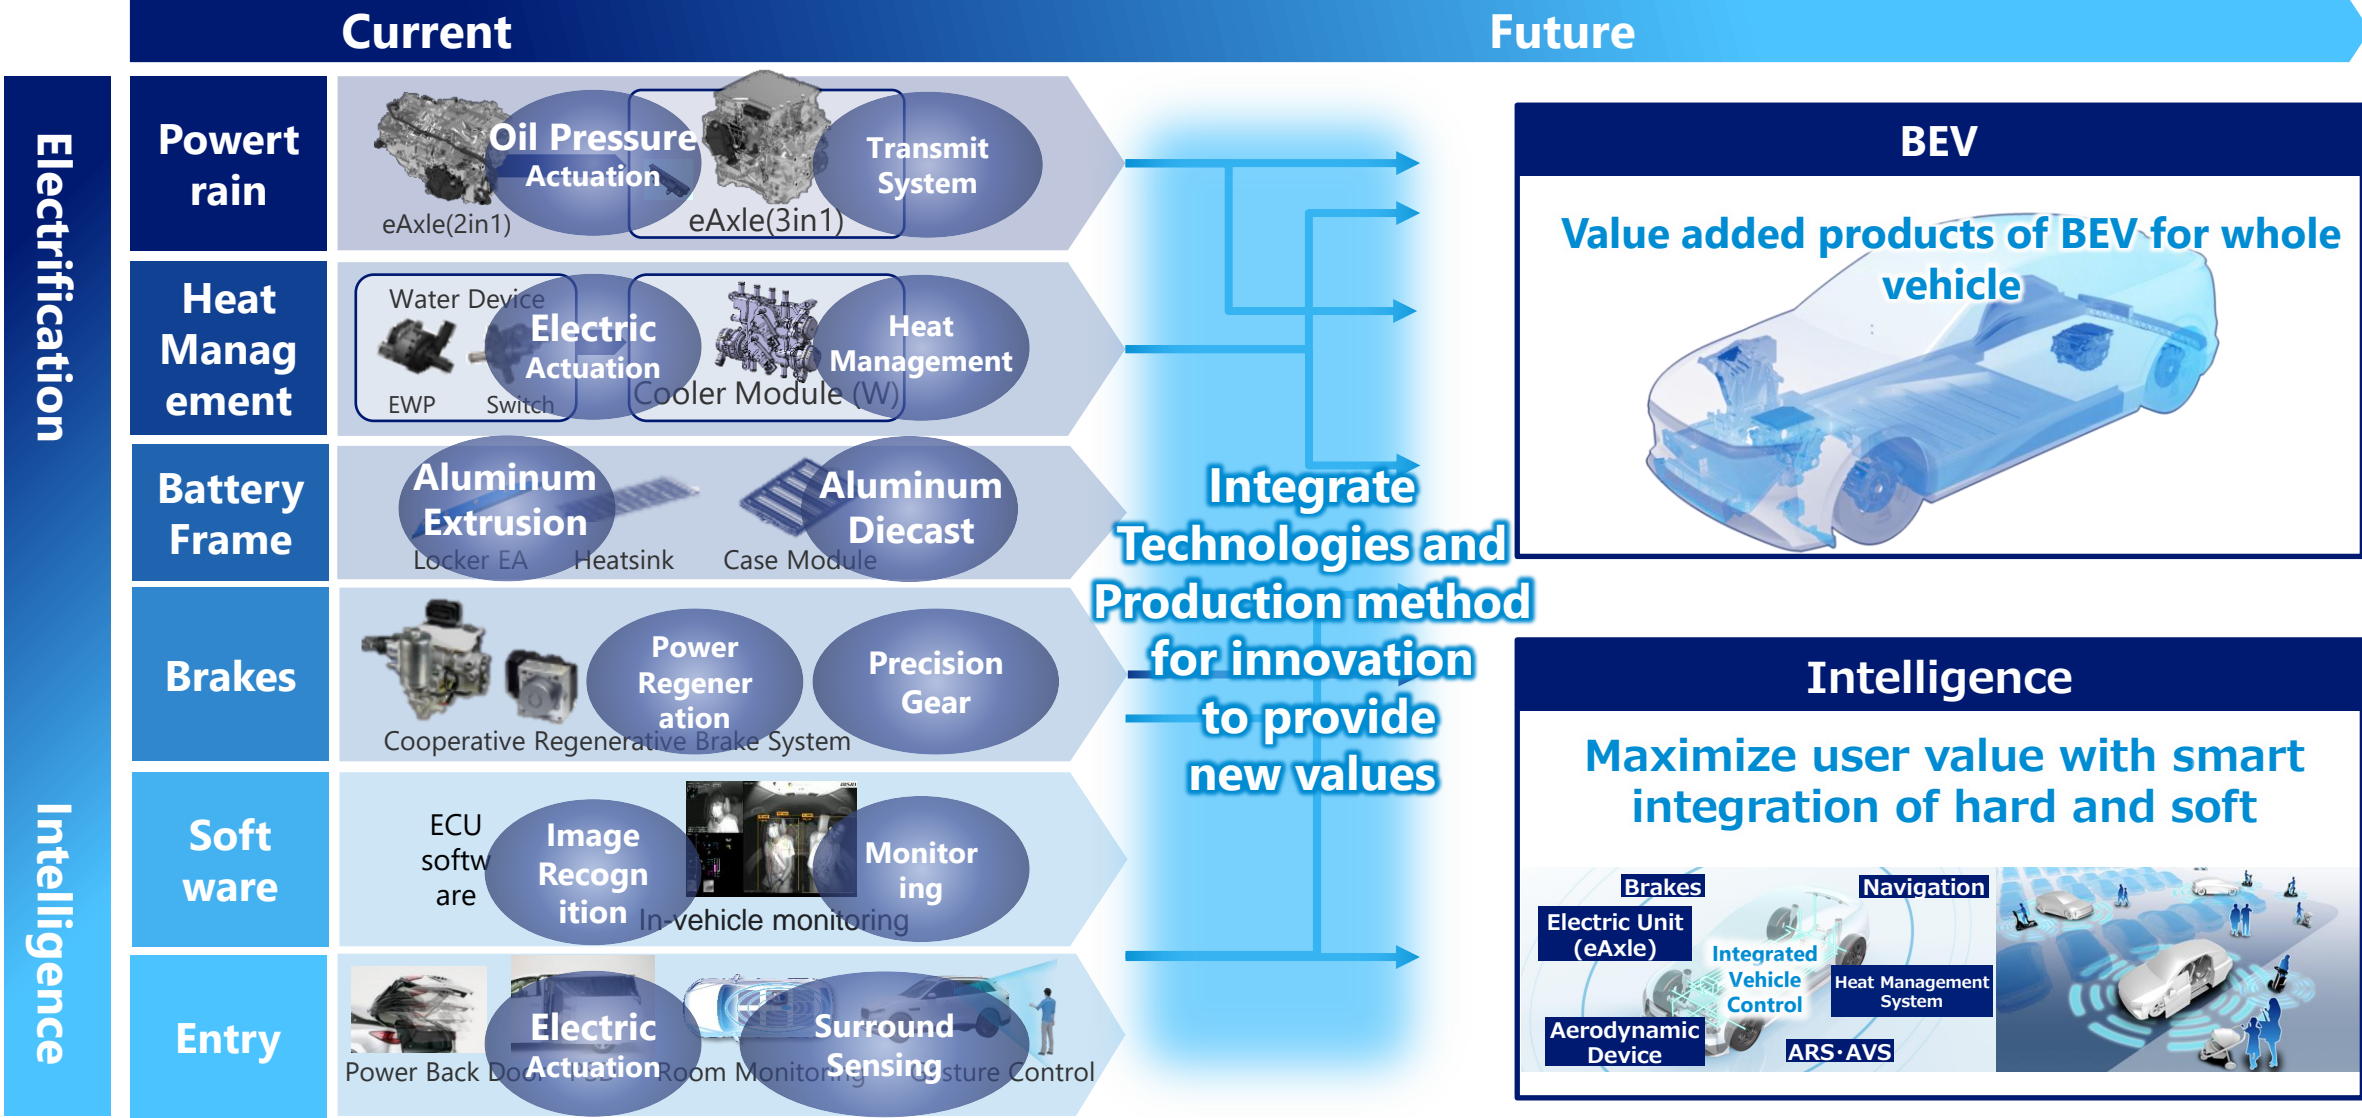 Current
Future
Electrification
Intelligence
Powert
rain
Oil Pressure
Actuation
Transmit
System
eAxle(2in1)
eAxle(3in1)
Heat
Manag
ement
Water Device
Electric
Actuation
Heat
Management
EWP
Switch
Cooler Module (W)
Battery
Frame
Aluminum
Extrusion
Aluminum
Diecast
Locker EA
Heatsink
Case Module
Brakes
Power
Regener
ation
Precision
Gear
Cooperative Regenerative Brake System
Soft
ware
ECU
softw
are
Image
Recogn
ition
Monitor
ing
In-vehicle monitoring
Entry
Electric
Actuation
Surround
Sensing
Power Back Door
Room Monitoring
Gesture Control
Integrate
Technologies and
Production method
for innovation
to provide
new values
BEV
Value added products of BEV for whole
vehicle
Intelligence
Maximize user value with smart
integration of hard and soft
Brakes
Navigation
Electric Unit
(eAxle)
Integrated
Vehicle
Control
Heat Management
System
Aerodynamic
Device
ARS・AVS